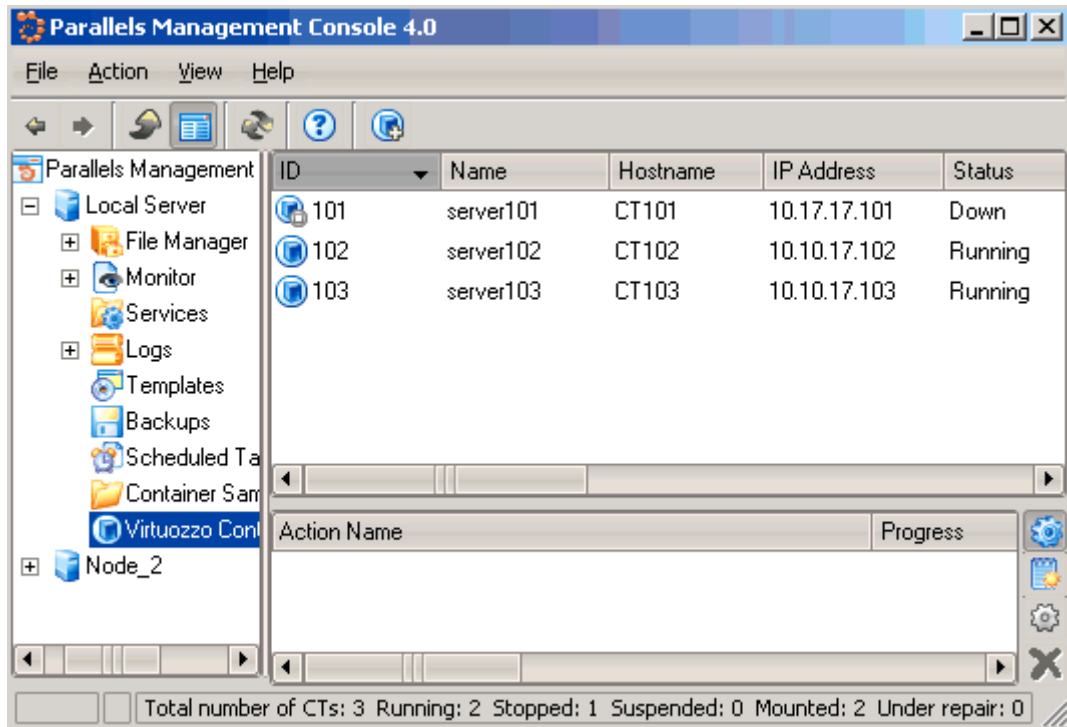 Parallels Management Console 4.0
File Action View Help
Parallels Management
Local Server
File Manager
Monitor
Services
Logs
Templates
Backups
Scheduled Ta
Container Sam
Virtuozzo Cont
Node_2
ID Name Hostname IP Address Status
101 server101 CT101 10.17.17.101 Down
102 server102 CT102 10.10.17.102 Running
103 server103 CT103 10.10.17.103 Running
Action Name Progress
Total number of CTs: 3 Running: 2 Stopped: 1 Suspended: 0 Mounted: 2 Under repair: 0